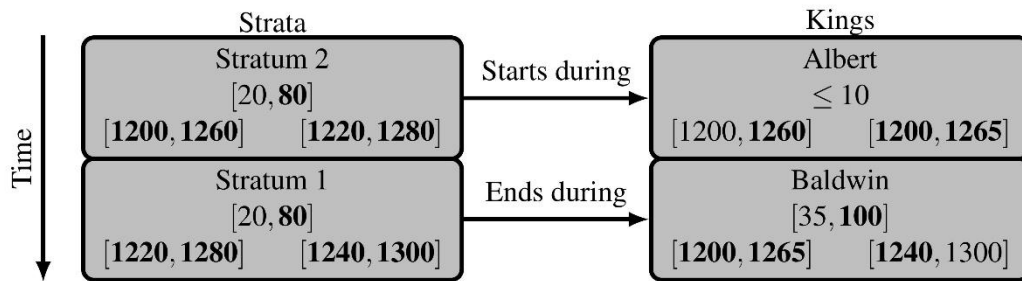 Strata
Kings
Time
Stratum 2
[20, 80]
[1200, 1260] [1220, 1280]
Starts during
Albert
≤ 10
[1200, 1260] [1200, 1265]
Stratum 1
[20, 80]
[1220, 1280] [1240, 1300]
Ends during
Baldwin
[35, 100]
[1200, 1265] [1240, 1300]